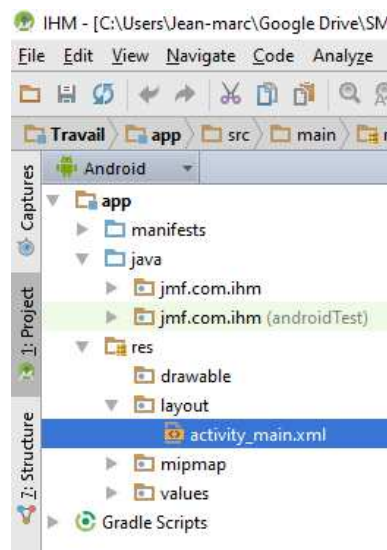 IHM - [C:\Users\Jean-marc\Google Drive\SM
File Edit View Navigate Code Analyze
Travail app src main
Captures
Android
app
manifests
java
jmf.com.ihm
1: Project
jmf.com.ihm (androidTest)
res
drawable
layout
activity_main.xml
7: Structure
mipmap
values
Gradle Scripts